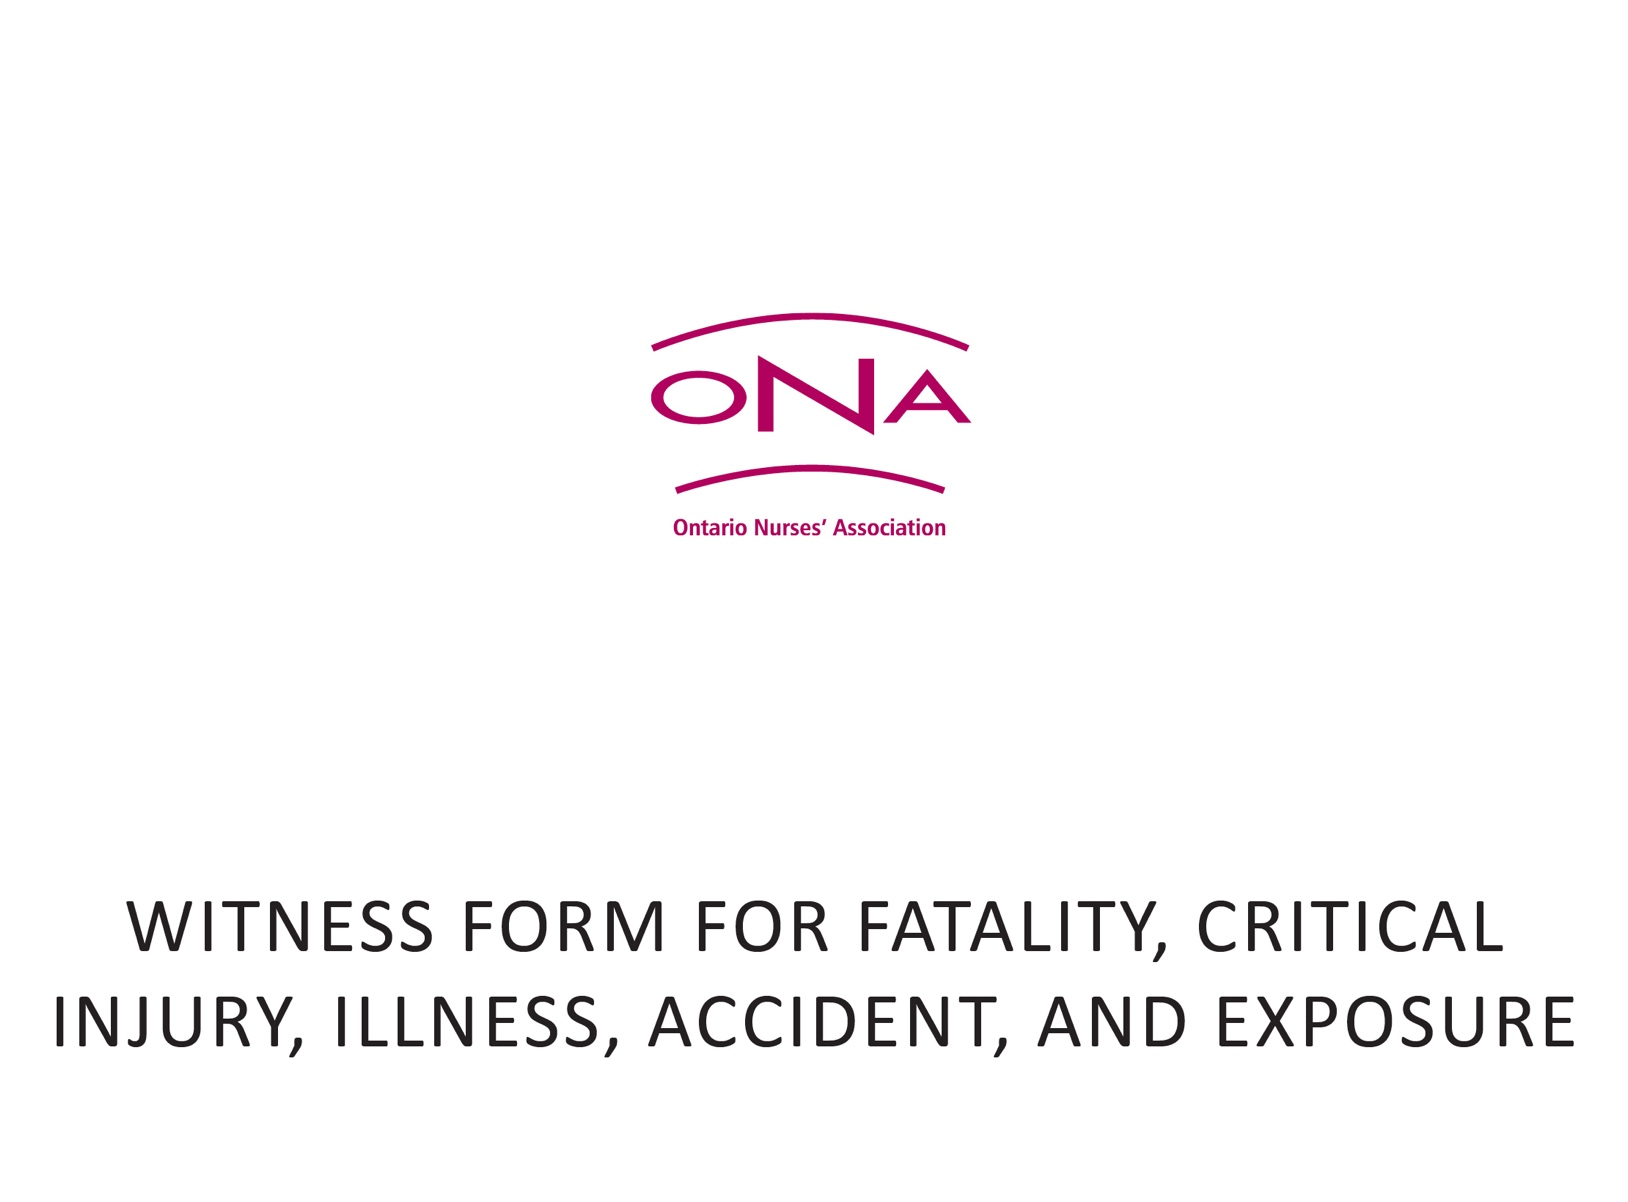 ONA
Ontario Nurses’ Association
WITNESS FORM FOR FATALITY, CRITICAL
INJURY, ILLNESS, ACCIDENT, AND EXPOSURE